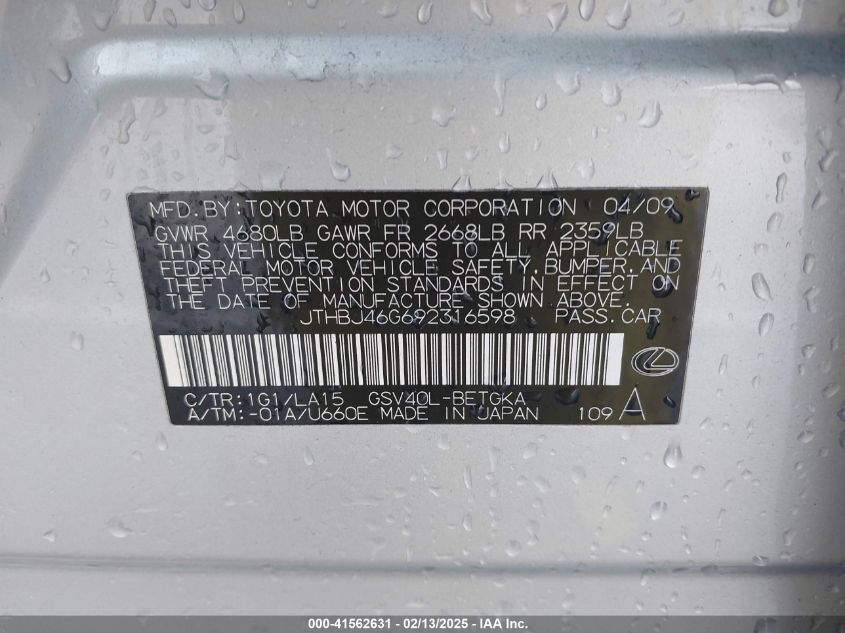 MFD.BY:TOYOTA MOTOR CORPORATION 04/09
GVWR 4680LB GAWR FR 2668LB RR 2359LB
THIS VEHICLE CONFORMS TO ALL APPLICABLE
FEDERAL MOTOR VEHICLE SAFETY,BUMPER,AND
THEFT PREVENTION STANDARDS IN EFFECT ON
THE DATE OF MANUFACTURE SHOWN ABOVE.
JTHBJ46G692316598 PASS.CAR
C/TR:1G1/LA15 GSV40L-BETGKA
A/TM:-01A/U660E MADE IN JAPAN 109 A
000-41562631 - 02/13/2025 - IAA Inc.